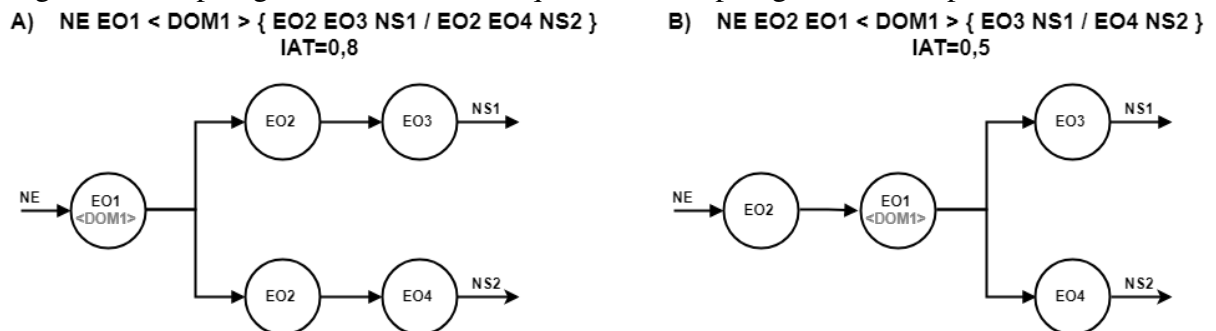 A) NE EO1 < DOM1 > { EO2 EO3 NS1 / EO2 EO4 NS2 }
IAT=0,8
NE
EO1
<DOM1>
EO2
EO3
NS1
EO2
EO4
NS2
B) NE EO2 EO1 < DOM1 > { EO3 NS1 / EO4 NS2 }
IAT=0,5
NE
EO2
EO1
<DOM1>
EO3
NS1
EO4
NS2